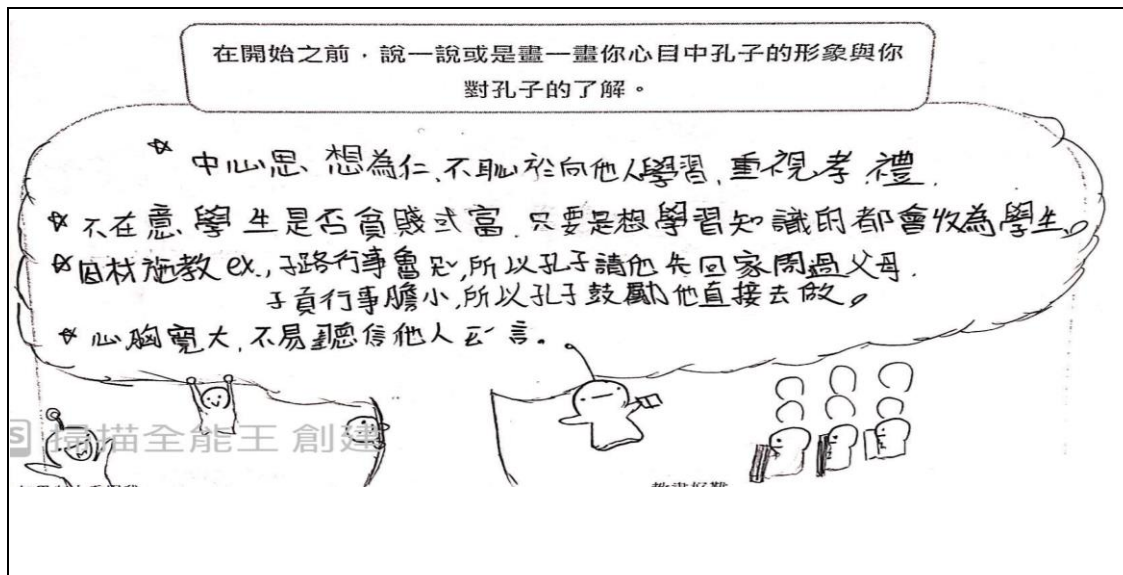 在開始之前，說一說或是畫一畫你心目中孔子的形象與你
對孔子的了解。
☆ 中心思想為仁、不恥於向他人學習，重視孝、禮.
☆ 不在意學生是否貧賤或富，只要是想學習知識的都會收為學生。
☆ 因材施教 ex., 子路行事魯, 所以孔子請他先回家問過父母.
子貢行事膽小,所以孔子鼓勵他直接去做。
☆ 心胸寬大,不易聽信他人言。
掃描全能王 創建